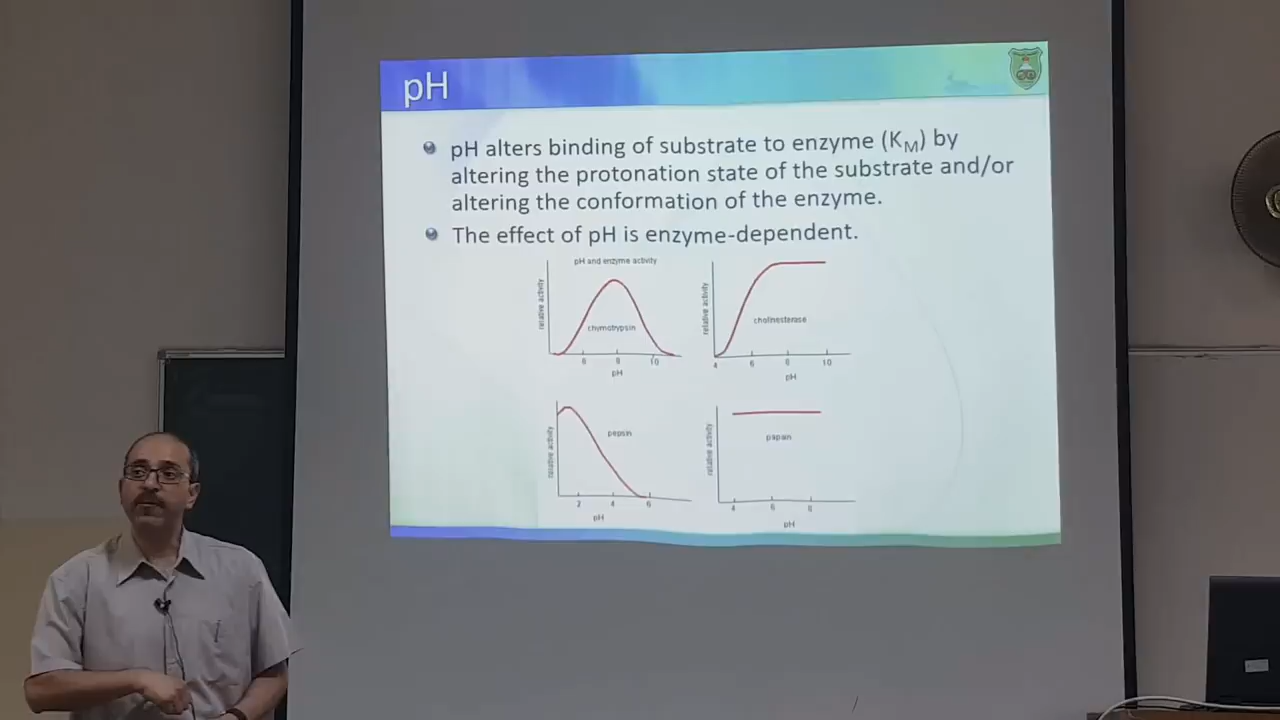 pH
pH alters binding of substrate to enzyme (KM) by
altering the protonation state of the substrate and/or
altering the conformation of the enzyme.
The effect of pH is enzyme-dependent.
pH and enzyme activity
relative activity
chymotrypsin
6 8 10
pH
relative activity
cholinesterase
4 6 8 10
pH
relative activity
pepsin
2 4 6
pH
relative activity
papain
4 6 8
pH